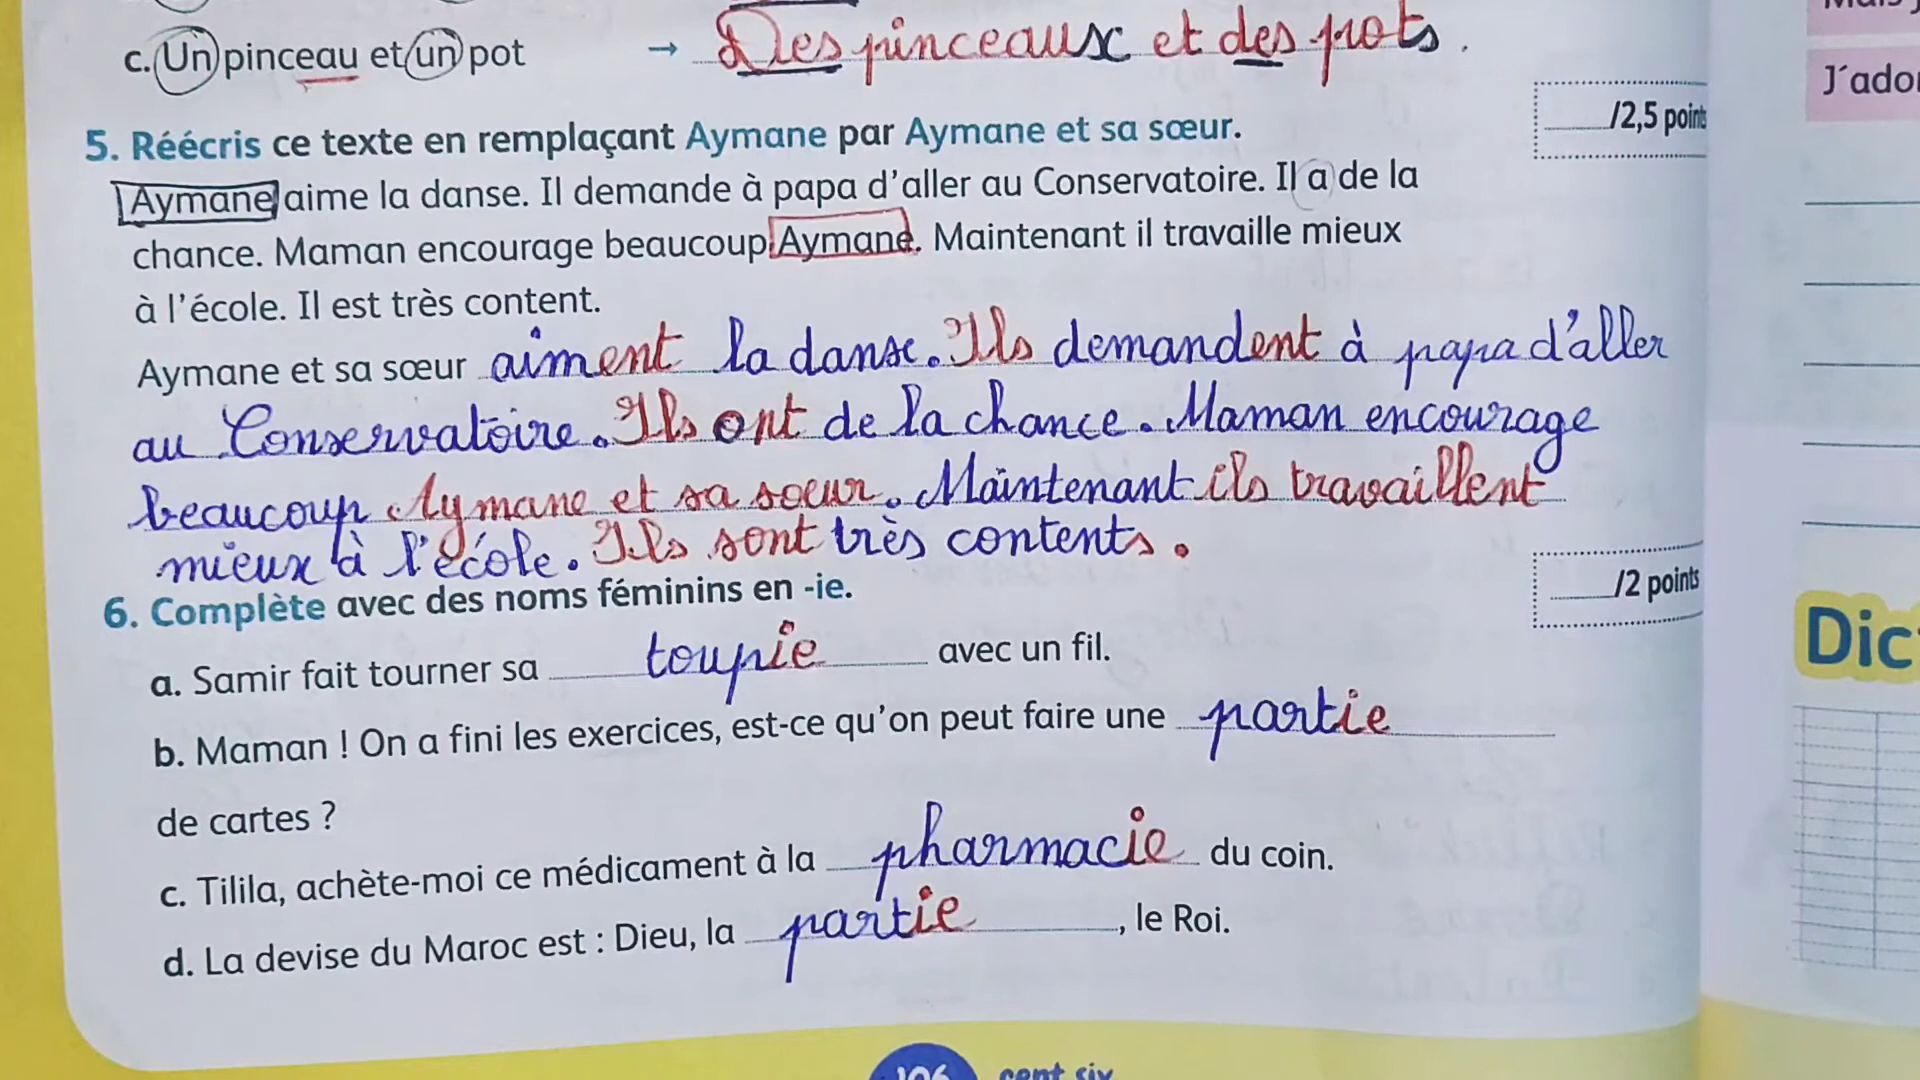 c. Un pinceau et un pot → Des pinceaux et des pots.
5. Réécris ce texte en remplaçant Aymane par Aymane et sa sœur.
/2,5 points
Aymane aime la danse. Il demande à papa d'aller au Conservatoire. Il a de la
chance. Maman encourage beaucoup Aymane. Maintenant il travaille mieux
à l'école. Il est très content.
Aymane et sa sœur aiment la danse. Ils demandent à papa d'aller
au Conservatoire. Ils ont de la chance. Maman encourage
beaucoup Aymane et sa soeur. Maintenant ils travaillent
mieux à l'école. Ils sont très contents.
6. Complète avec des noms féminins en -ie.
/2 points
a. Samir fait tourner sa toupie avec un fil.
b. Maman ! On a fini les exercices, est-ce qu'on peut faire une partie
de cartes ?
c. Tilila, achète-moi ce médicament à la pharmacie du coin.
d. La devise du Maroc est : Dieu, la partie, le Roi.
106 cent six
J'ador
Dic